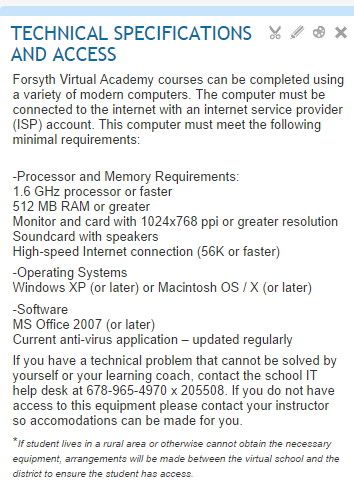 TECHNICAL SPECIFICATIONS
AND ACCESS
Forsyth Virtual Academy courses can be completed using
a variety of modern computers. The computer must be
connected to the internet with an internet service provider
(ISP) account. This computer must meet the following
minimal requirements:
-Processor and Memory Requirements:
1.6 GHz processor or faster
512 MB RAM or greater
Monitor and card with 1024x768 ppi or greater resolution
Soundcard with speakers
High-speed Internet connection (56K or faster)
-Operating Systems
Windows XP (or later) or Macintosh OS / X (or later)
-Software
MS Office 2007 (or later)
Current anti-virus application – updated regularly
If you have a technical problem that cannot be solved by
yourself or your learning coach, contact the school IT
help desk at 678-965-4970 x 205508. If you do not have
access to this equipment please contact your instructor
so accomodations can be made for you.
*If student lives in a rural area or otherwise cannot obtain the necessary
equipment, arrangements will be made between the virtual school and the
district to ensure the student has access.